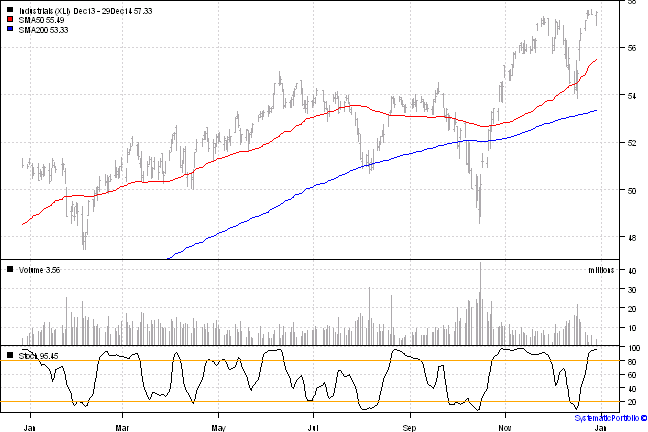 Industrials (XLI) Dec13 - 29Dec14 57.33
SMA50 55.49
SMA200 53.33
58
56
54
52
50
48
Volume 3.56
millions
40
30
20
10
Stock 95.45
100
80
60
40
20
Jan Mar May Jul Sep Nov Jan
SystematicPortfolio ©